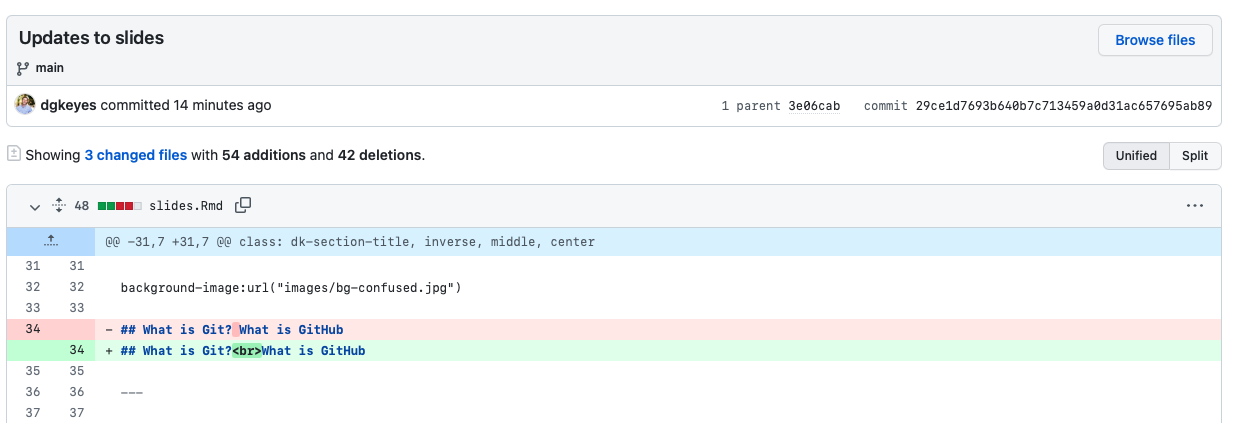 Updates to slides
Browse files
main
dgkeyes committed 14 minutes ago
1 parent 3e06cab commit 29ce1d7693b640b7c713459a0d31ac657695ab89
Showing 3 changed files with 54 additions and 42 deletions.
Unified Split
48 slides.Rmd
@@ -31,7 +31,7 @@ class: dk-section-title, inverse, middle, center
31 31
32 32 background-image:url("images/bg-confused.jpg")
33 33
34 - ## What is Git? What is GitHub
34 + ## What is Git?<br>What is GitHub
35 35
36 36 ---
37 37